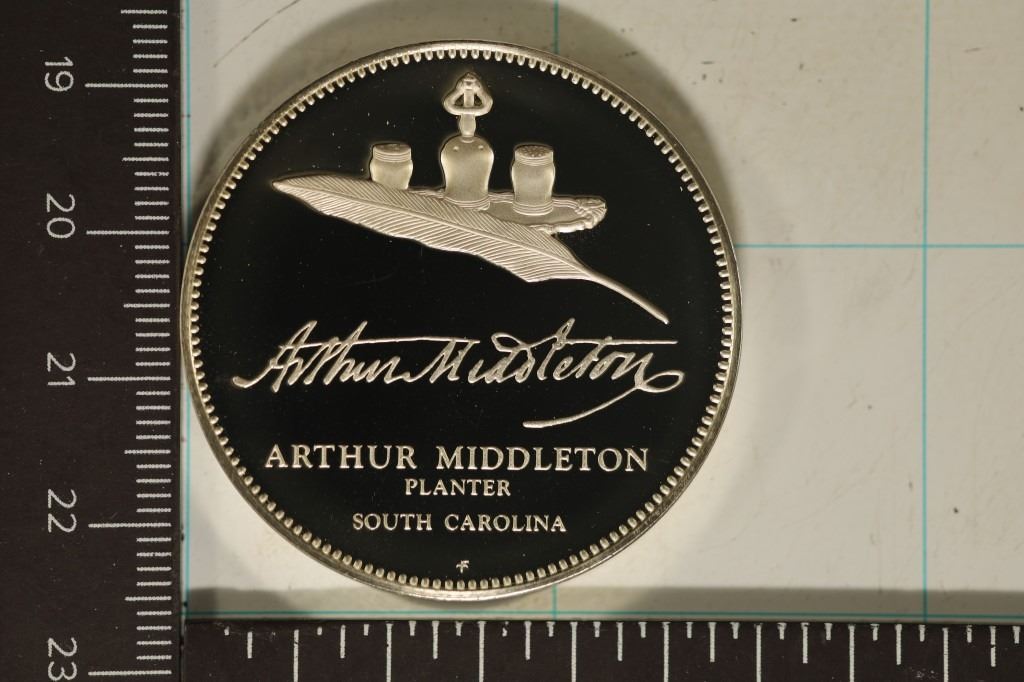 19
20
21
22
23
Arthur Middleton
ARTHUR MIDDLETON
PLANTER
SOUTH CAROLINA